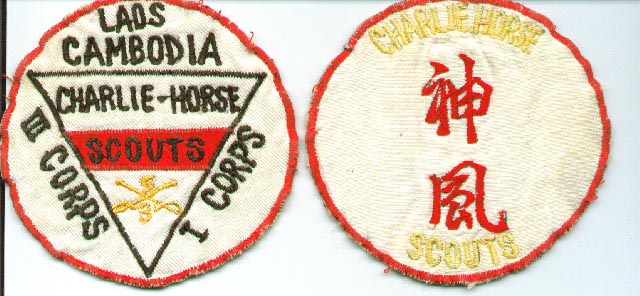 LAOS
CAMBODIA
CHARLIE-HORSE
SCOUTS
III CORPS
I CORPS
CHARLIE HORSE
神
風
SCOUTS